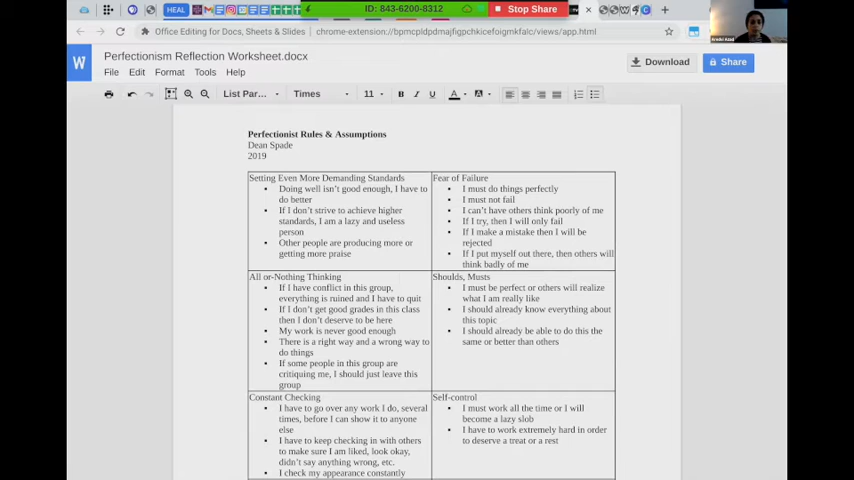 HEAL
ID: 843-6200-8312
Stop Share
Office Editing for Docs, Sheets & Slides
chrome-extension://bpmcpldpdmajfigpchkicefoigmkfalc/views/app.html
Perfectionism Reflection Worksheet.docx
W
File Edit Format Tools Help
Download
Share
List Par...
Times
11
B I U A A
Perfectionist Rules & Assumptions
Dean Spade
2019
Setting Even More Demanding Standards
• Doing well isn't good enough, I have to
do better
• If I don't strive to achieve higher
standards, I am a lazy and useless
person
• Other people are producing more or
getting more praise
Fear of Failure
• I must do things perfectly
• I must not fail
• I can't have others think poorly of me
• If I try, then I will only fail
• If I make a mistake then I will be
rejected
• If I put myself out there, then others will
think badly of me
All or-Nothing Thinking
• If I have conflict in this group,
everything is ruined and I have to quit
• If I don't get good grades in this class
then I don't deserve to be here
• My work is never good enough
• There is a right way and a wrong way to
do things
• If some people in this group are
critiquing me, I should just leave this
group
Shoulds, Musts
• I must be perfect or others will realize
what I am really like
• I should already know everything about
this topic
• I should already be able to do this the
same or better than others
Constant Checking
• I have to go over any work I do, several
times, before I can show it to anyone
else
• I have to keep checking in with others
to make sure I am liked, look okay,
didn't say anything wrong, etc.
• I check my appearance constantly
Self-control
• I must work all the time or I will
become a lazy slob
• I have to work extremely hard in order
to deserve a treat or a rest